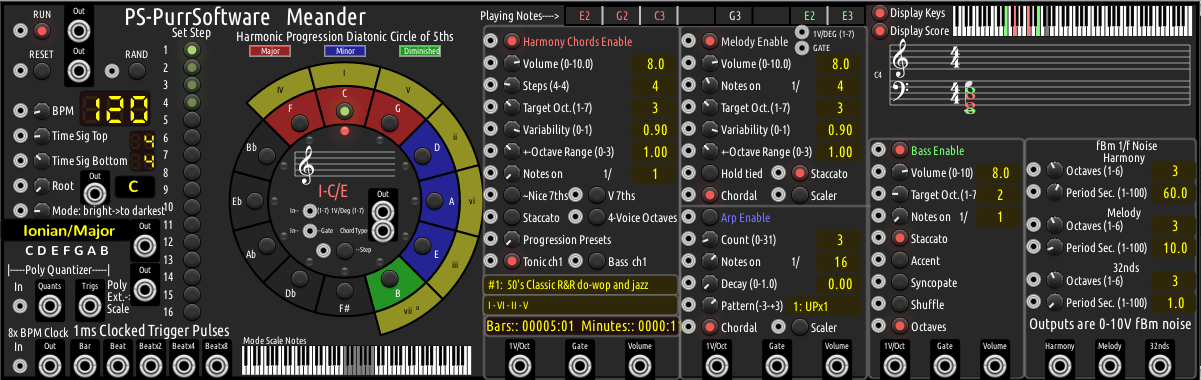 PS-PurrSoftware Meander
RUN
Out
RESET
RAND
Out
BPM
120
Time Sig Top
4
Time Sig Bottom
4
Root
Out
C
Mode: bright->to darkest
Ionian/Major
Out
C D E F G A B
|-----Poly Quantizer-----|
In
Quants
Trigs
Poly
Ext.->
Scale
Out
8x BPM Clock
1ms Clocked Trigger Pulses
In
Out
Bar
Beat
Beatx2
Beatx4
Beatx8
Set Step
1
2
3
4
5
6
7
8
9
10
11
12
13
14
15
16
Harmonic Progression Diatonic Circle of 5ths
Major
Minor
Diminished
IV
I
V
ii
vi
iii
vii °
F
C
G
D
A
E
B
F#
Db
Ab
Eb
Bb
I-C/E
In-
(1-7) 1V/Deg (1-7)
Out
In-
-Gate
Chord Type-
-Step
Mode Scale Notes
Playing Notes--->
E2
G2
C3
G3
E2
E3
Harmony Chords Enable
Volume (0-10.0)
8.0
Steps (4-4)
4
Target Oct.(1-7)
3
Variability (0-1)
0.90
+-Octave Range (0-3)
1.00
Notes on 1/
1
~Nice 7ths
V 7ths
Staccato
4-Voice Octaves
Progression Presets
Tonic ch1
Bass ch1
#1: 50's Classic R&R do-wop and jazz
I - VI - II - V
Bars:: 00005:01 Minutes:: 0000:1
1V/Oct
Gate
Volume
Melody Enable
1V/DEG (1-7)
GATE
Volume (0-10.0)
8.0
Notes on 1/
4
Target Oct.(1-7)
3
Variability (0-1)
0.90
+-Octave Range (0-3)
1.00
Hold tied
Staccato
Chordal
Scaler
Arp Enable
Count (0-31)
3
Notes on 1/
16
Decay (0-1.0)
0.00
Pattern(-3-+3)
1: UPx1
Chordal
Scaler
1V/Oct
Gate
Volume
Display Keys
Display Score
C4
4
4
4
4
Bass Enable
Volume (0-10)
8.0
Target Oct.(1-7
2
Notes on 1/
1
Staccato
Accent
Syncopate
Shuffle
Octaves
1V/Oct
Gate
Volume
fBm 1/f Noise
Harmony
Octaves (1-6)
3
Period Sec. (1-100)
60.0
Melody
Octaves (1-6)
3
Period Sec. (1-100)
10.0
32nds
Octaves (1-6)
3
Period Sec. (1-100)
1.0
Outputs are 0-10V fBm noise
Harmony
Melody
32nds